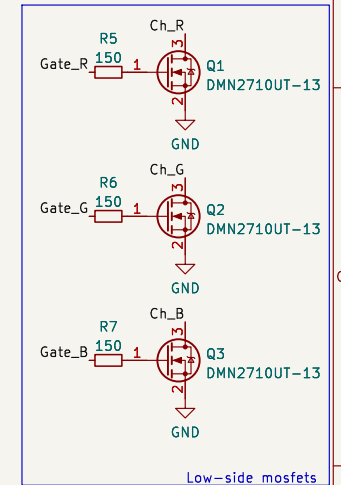 Ch_R
R5
150
Gate_R
1
3
2
Q1
DMN2710UT-13
GND
Ch_G
R6
150
Gate_G
1
3
2
Q2
DMN2710UT-13
GND
Ch_B
R7
150
Gate_B
1
3
2
Q3
DMN2710UT-13
GND
Low-side mosfets